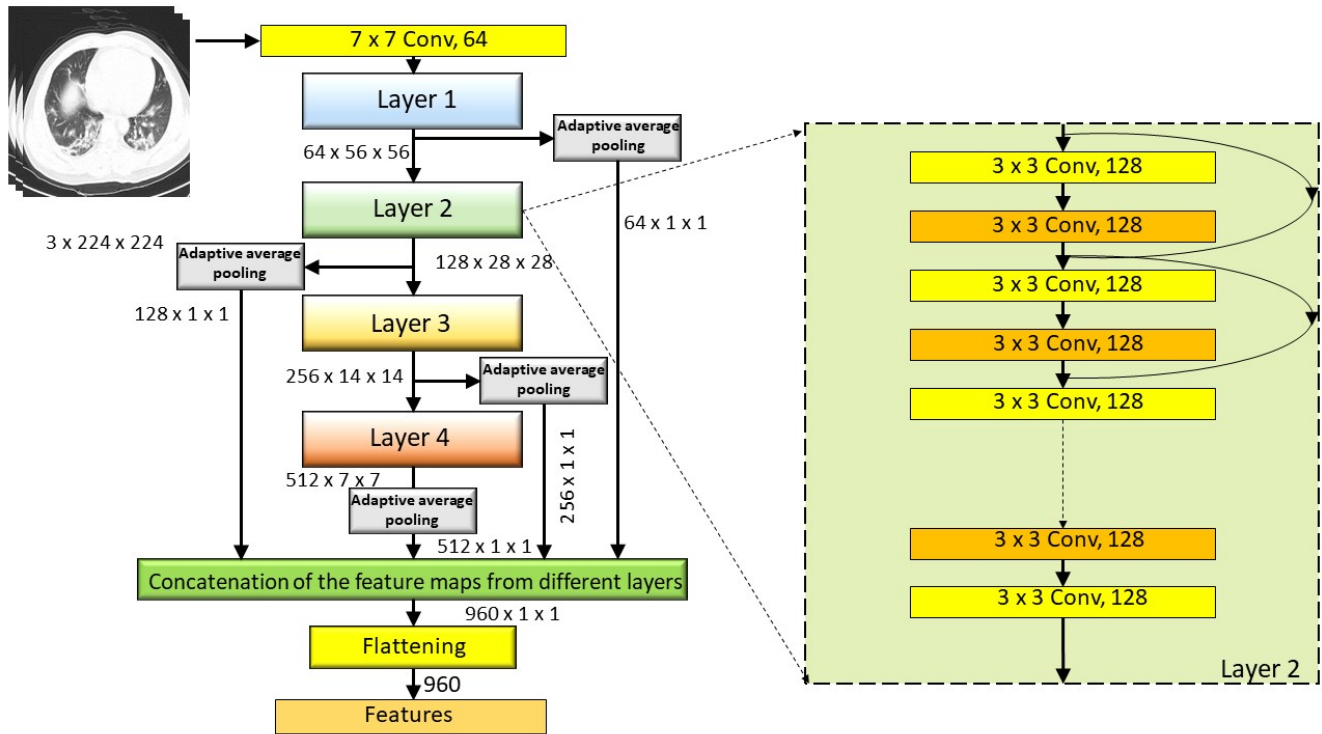 7 x 7 Conv, 64
Layer 1
Adaptive average
pooling
64 x 56 x 56
Layer 2
64 x 1 x 1
3 x 224 x 224
Adaptive average
pooling
128 x 28 x 28
128 x 1 x 1
Layer 3
256 x 14 x 14
Adaptive average
pooling
Layer 4
512 x 7 x 7
256 x 1 x 1
Adaptive average
pooling
512 x 1 x 1
Concatenation of the feature maps from different layers
960 x 1 x 1
Flattening
960
Features
3 x 3 Conv, 128
3 x 3 Conv, 128
3 x 3 Conv, 128
3 x 3 Conv, 128
3 x 3 Conv, 128
3 x 3 Conv, 128
3 x 3 Conv, 128
Layer 2